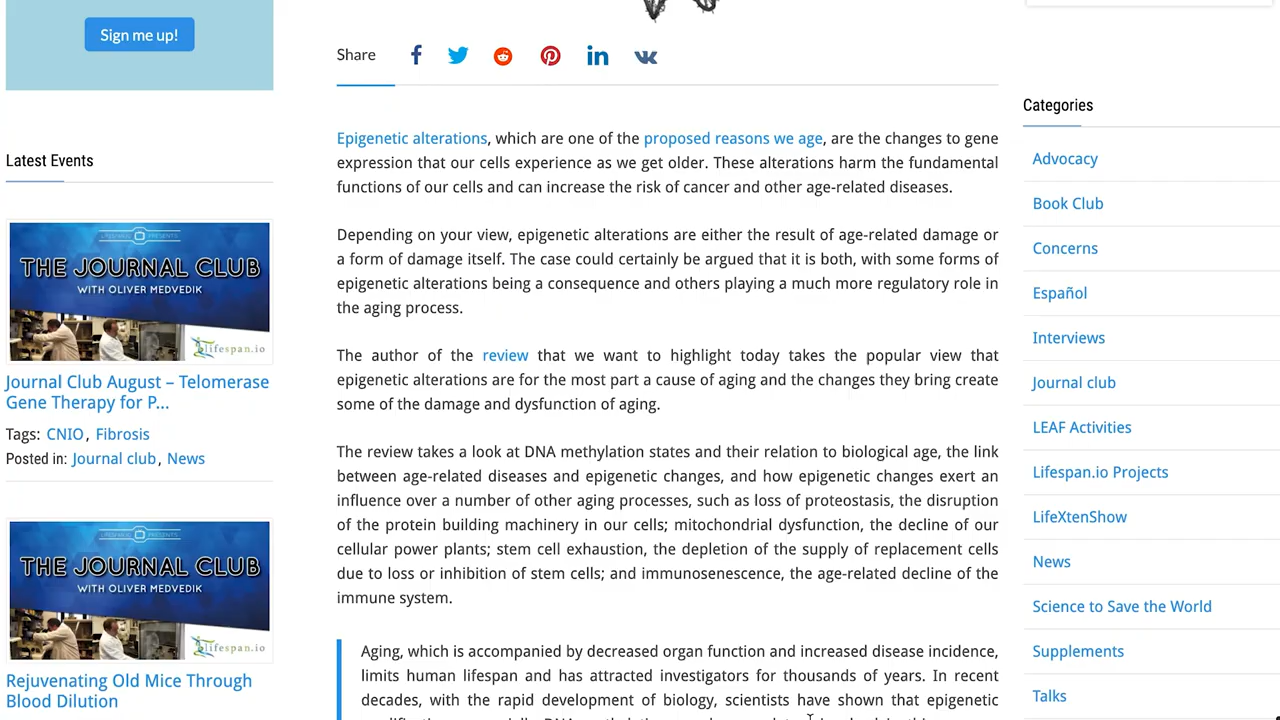 Sign me up!
Latest Events
LIFESPAN.IO PRESENTS
THE JOURNAL CLUB
WITH OLIVER MEDVEDIK
lifespan.io
Journal Club August – Telomerase
Gene Therapy for P...
Tags: CNIO, Fibrosis
Posted in: Journal club, News
LIFESPAN.IO PRESENTS
THE JOURNAL CLUB
WITH OLIVER MEDVEDIK
lifespan.io
Rejuvenating Old Mice Through
Blood Dilution
Share
Epigenetic alterations, which are one of the proposed reasons we age, are the changes to gene
expression that our cells experience as we get older. These alterations harm the fundamental
functions of our cells and can increase the risk of cancer and other age-related diseases.
Depending on your view, epigenetic alterations are either the result of age-related damage or
a form of damage itself. The case could certainly be argued that it is both, with some forms of
epigenetic alterations being a consequence and others playing a much more regulatory role in
the aging process.
The author of the review that we want to highlight today takes the popular view that
epigenetic alterations are for the most part a cause of aging and the changes they bring create
some of the damage and dysfunction of aging.
The review takes a look at DNA methylation states and their relation to biological age, the link
between age-related diseases and epigenetic changes, and how epigenetic changes exert an
influence over a number of other aging processes, such as loss of proteostasis, the disruption
of the protein building machinery in our cells; mitochondrial dysfunction, the decline of our
cellular power plants; stem cell exhaustion, the depletion of the supply of replacement cells
due to loss or inhibition of stem cells; and immunosenescence, the age-related decline of the
immune system.
Aging, which is accompanied by decreased organ function and increased disease incidence,
limits human lifespan and has attracted investigators for thousands of years. In recent
decades, with the rapid development of biology, scientists have shown that epigenetic
Categories
Advocacy
Book Club
Concerns
Español
Interviews
Journal club
LEAF Activities
Lifespan.io Projects
LifeXtenShow
News
Science to Save the World
Supplements
Talks